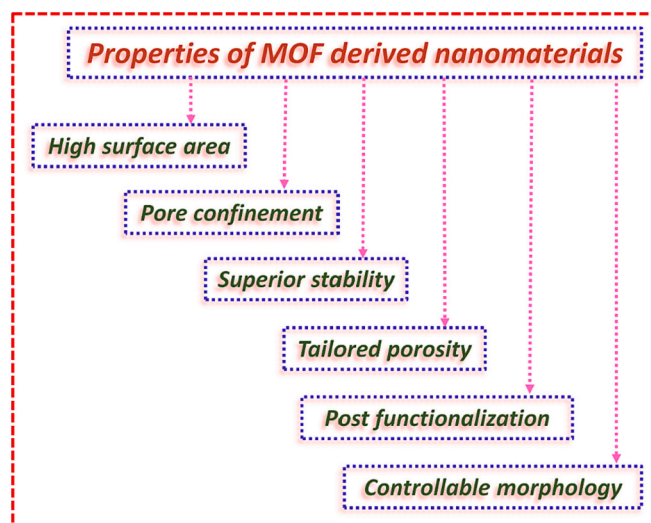 Properties of MOF derived nanomaterials
High surface area
Pore confinement
Superior stability
Tailored porosity
Post functionalization
Controllable morphology